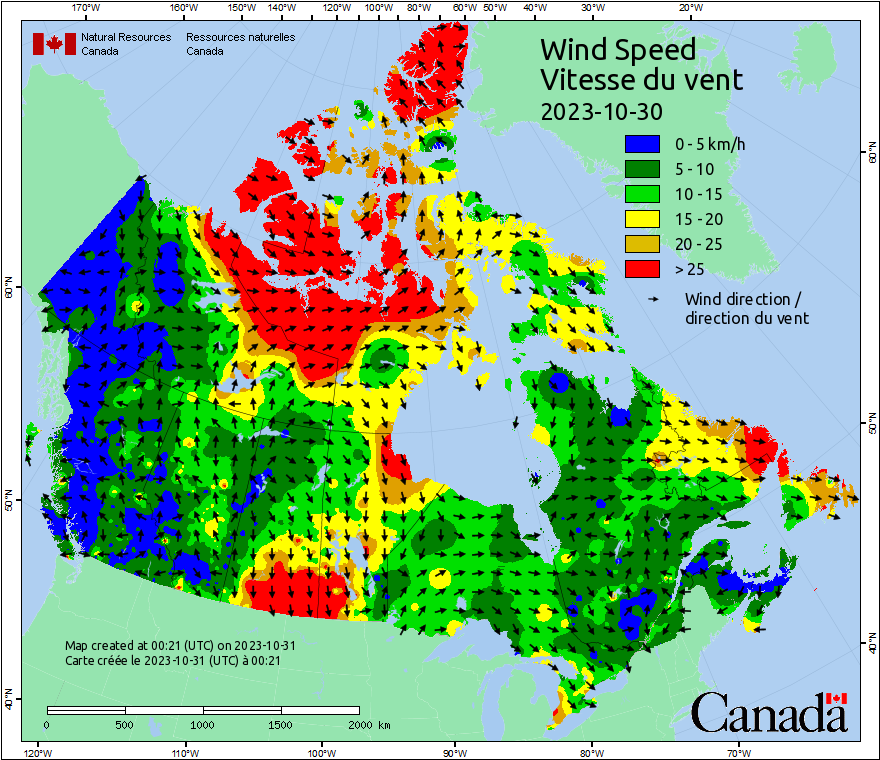 170°W 160°W 150°W 140°W 130°W 120°W 110°W 100°W 90°W 80°W 70°W 60°W 50°W 40°W 30°W 20°W
Natural Resources Ressources naturelles
Canada Canada
Wind Speed
Vitesse du vent
2023-10-30
0 - 5 km/h
5 - 10
10 - 15
15 - 20
20 - 25
> 25
Wind direction /
direction du vent
60°N
60°N
50°N
50°N
40°N
40°N
Map created at 00:21 (UTC) on 2023-10-31
Carte créée le 2023-10-31 (UTC) à 00:21
0 500 1000 1500 2000 km
Canada
120°W 110°W 100°W 90°W 80°W 70°W